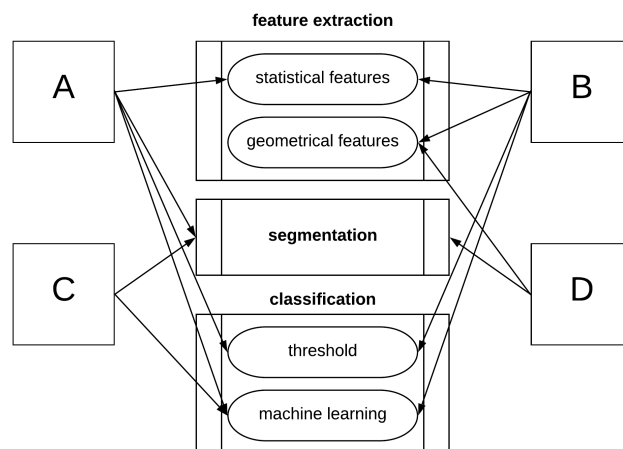 feature extraction
A
statistical features
B
geometrical features
segmentation
C
D
classification
threshold
machine learning